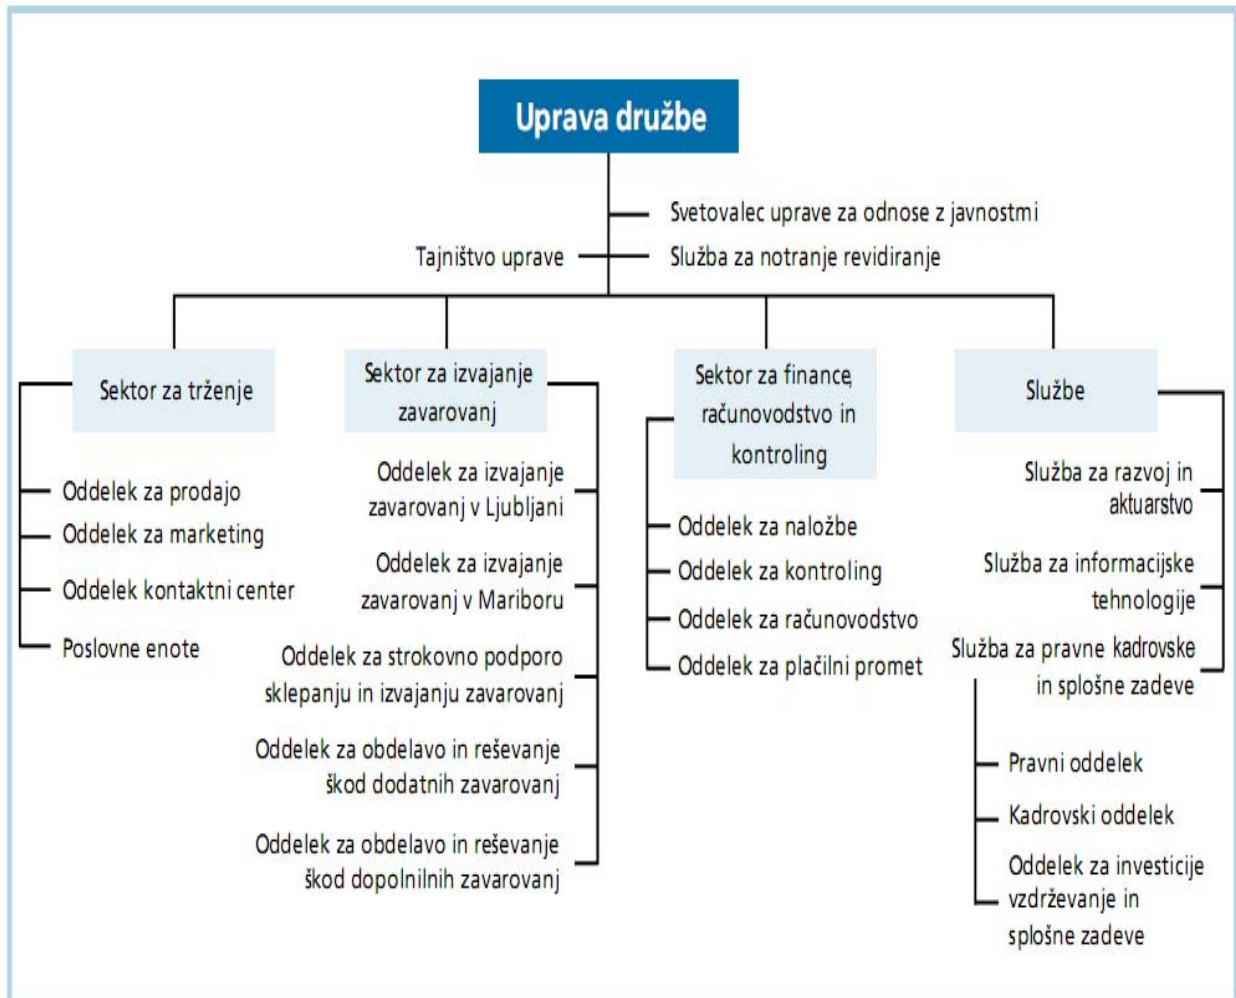 Uprava družbe
Svetovalec uprave za odnose z javnostmi
Tajništvo uprave
Služba za notranje revidiranje
Sektor za trženje
Oddelek za prodajo
Oddelek za marketing
Oddelek kontaktni center
Poslovne enote
Sektor za izvajanje
zavarovanj
Oddelek za izvajanje
zavarovanj v Ljubljani
Oddelek za izvajanje
zavarovanj v Mariboru
Oddelek za strokovno podporo
sklepanju in izvajanju zavarovanj
Oddelek za obdelavo in reševanje
škod dodatnih zavarovanj
Oddelek za obdelavo in reševanje
škod dopolnilnih zavarovanj
Sektor za finance,
računovodstvo in
kontroling
Oddelek za naložbe
Oddelek za kontroling
Oddelek za računovodstvo
Oddelek za plačilni promet
Službe
Služba za razvoj in
aktuarstvo
Služba za informacijske
tehnologije
Služba za pravne kadrovske
in splošne zadeve
Pravni oddelek
Kadrovski oddelek
Oddelek za investicije
vzdrževanje in
splošne zadeve